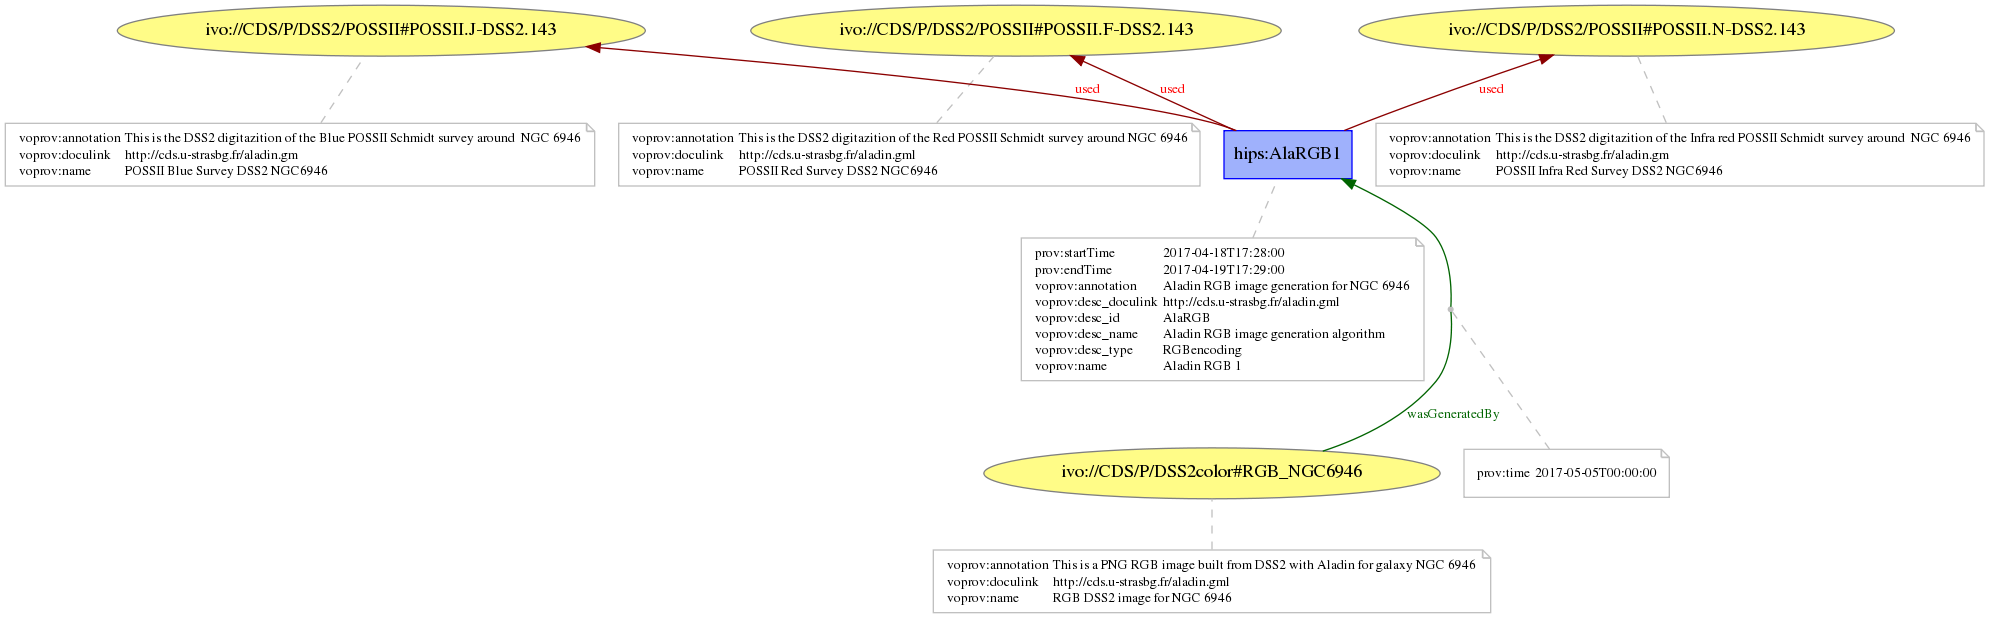 ivo://CDS/P/DSS2/POSSII#POSSII.J-DSS2.143
ivo://CDS/P/DSS2/POSSII#POSSII.F-DSS2.143
ivo://CDS/P/DSS2/POSSII#POSSII.N-DSS2.143
used
used
used
voprov:annotation This is the DSS2 digitazition of the Blue POSSII Schmidt survey around NGC 6946
voprov:doculink http://cds.u-strasbg.fr/aladin.gm
voprov:name POSSII Blue Survey DSS2 NGC6946
voprov:annotation This is the DSS2 digitazition of the Red POSSII Schmidt survey around NGC 6946
voprov:doculink http://cds.u-strasbg.fr/aladin.gml
voprov:name POSSII Red Survey DSS2 NGC6946
hips:AlaRGB1
voprov:annotation This is the DSS2 digitazition of the Infra red POSSII Schmidt survey around NGC 6946
voprov:doculink http://cds.u-strasbg.fr/aladin.gm
voprov:name POSSII Infra Red Survey DSS2 NGC6946
prov:startTime 2017-04-18T17:28:00
prov:endTime 2017-04-19T17:29:00
voprov:annotation Aladin RGB image generation for NGC 6946
voprov:desc_doculink http://cds.u-strasbg.fr/aladin.gml
voprov:desc_id AlaRGB
voprov:desc_name Aladin RGB image generation algorithm
voprov:desc_type RGBencoding
voprov:name Aladin RGB 1
wasGeneratedBy
ivo://CDS/P/DSS2color#RGB_NGC6946
prov:time 2017-05-05T00:00:00
voprov:annotation This is a PNG RGB image built from DSS2 with Aladin for galaxy NGC 6946
voprov:doculink http://cds.u-strasbg.fr/aladin.gml
voprov:name RGB DSS2 image for NGC 6946